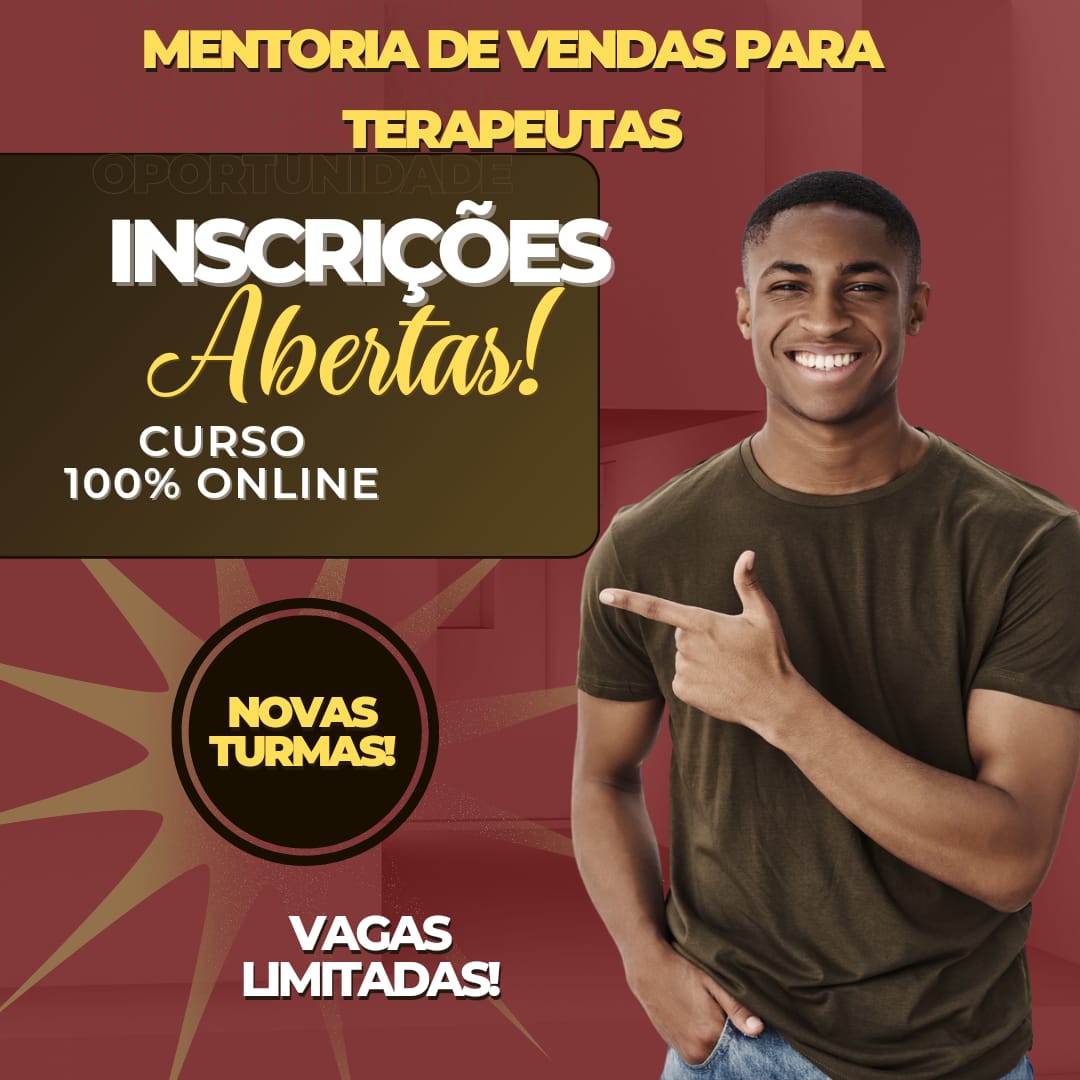 MENTORIA DE VENDAS PARA
TERAPEUTAS
OPORTUNIDADE
INSCRIÇÕES
Abertas!
CURSO
100% ONLINE
NOVAS
TURMAS!
VAGAS
LIMITADAS!